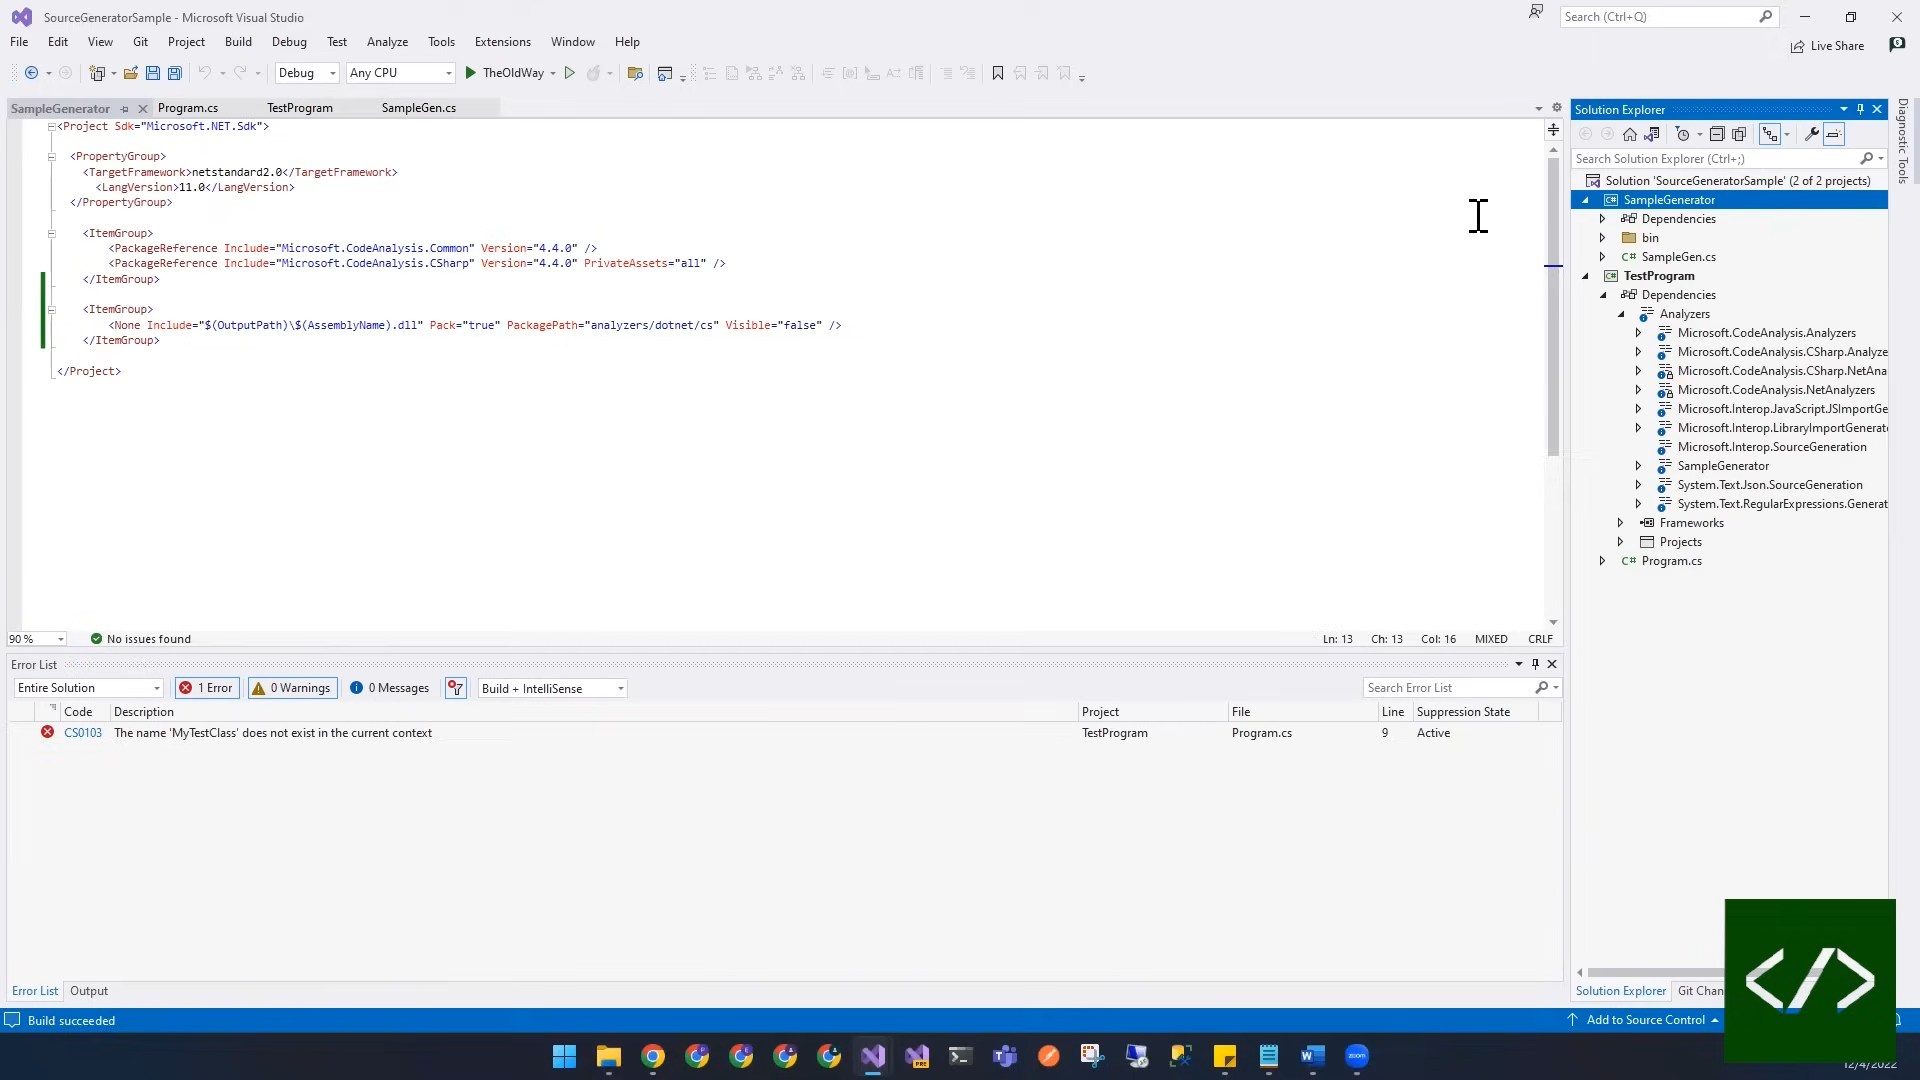 SourceGeneratorSample - Microsoft Visual Studio
Search (Ctrl+Q)
File Edit View Git Project Build Debug Test Analyze Tools Extensions Window Help
Live Share
Debug Any CPU TheOldWay
SampleGenerator Program.cs TestProgram SampleGen.cs
<Project Sdk="Microsoft.NET.Sdk">
<PropertyGroup>
<TargetFramework>netstandard2.0</TargetFramework>
<LangVersion>11.0</LangVersion>
</PropertyGroup>
<ItemGroup>
<PackageReference Include="Microsoft.CodeAnalysis.Common" Version="4.4.0" />
<PackageReference Include="Microsoft.CodeAnalysis.CSharp" Version="4.4.0" PrivateAssets="all" />
</ItemGroup>
<ItemGroup>
<None Include="$(OutputPath)\$(AssemblyName).dll" Pack="true" PackagePath="analyzers/dotnet/cs" Visible="false" />
</ItemGroup>
</Project>
90 % No issues found Ln: 13 Ch: 13 Col: 16 MIXED CRLF
Error List
Entire Solution 1 Error 0 Warnings 0 Messages Build + IntelliSense Search Error List
Code Description Project File Line Suppression State
CS0103 The name 'MyTestClass' does not exist in the current context TestProgram Program.cs 9 Active
Error List Output
Solution Explorer
Search Solution Explorer (Ctrl+;)
Solution 'SourceGeneratorSample' (2 of 2 projects)
C# SampleGenerator
Dependencies
bin
C# SampleGen.cs
C# TestProgram
Dependencies
Analyzers
Microsoft.CodeAnalysis.Analyzers
Microsoft.CodeAnalysis.CSharp.Analyze
Microsoft.CodeAnalysis.CSharp.NetAna
Microsoft.CodeAnalysis.NetAnalyzers
Microsoft.Interop.JavaScript.JSImportGe
Microsoft.Interop.LibraryImportGenerat
Microsoft.Interop.SourceGeneration
SampleGenerator
System.Text.Json.SourceGeneration
System.Text.RegularExpressions.Generat
Frameworks
Projects
C# Program.cs
Solution Explorer Git Chan
Diagnostic Tools
Build succeeded
Add to Source Control
</>
PRE
zoom
12/4/2022